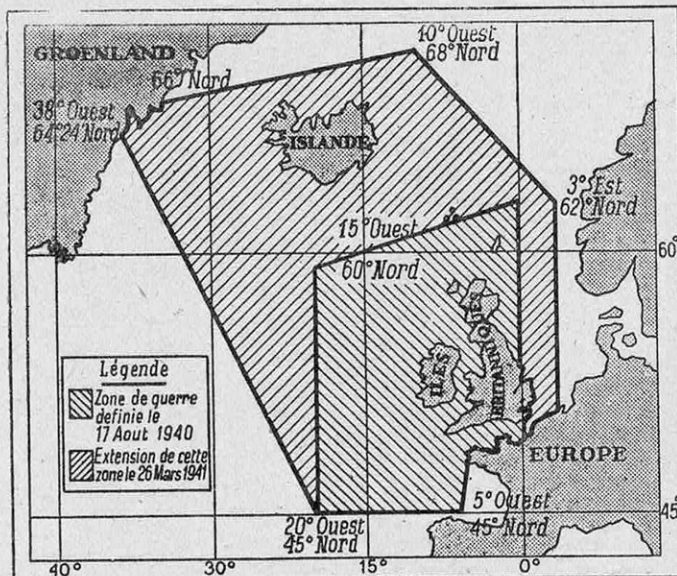 GROENLAND
10° Ouest
68° Nord
66° Nord
38° Ouest
64° 24 Nord
ISLANDE
3° Est
62° Nord
15° Ouest
60° Nord
60°
ILES
BRITANNIQUES
Légende
Zone de guerre
definie le
17 Aout 1940
Extension de cette
zone le 26 Mars 1941
EUROPE
5° Ouest
45° Nord
20° Ouest
45° Nord
45°
40°
30°
15°
0°